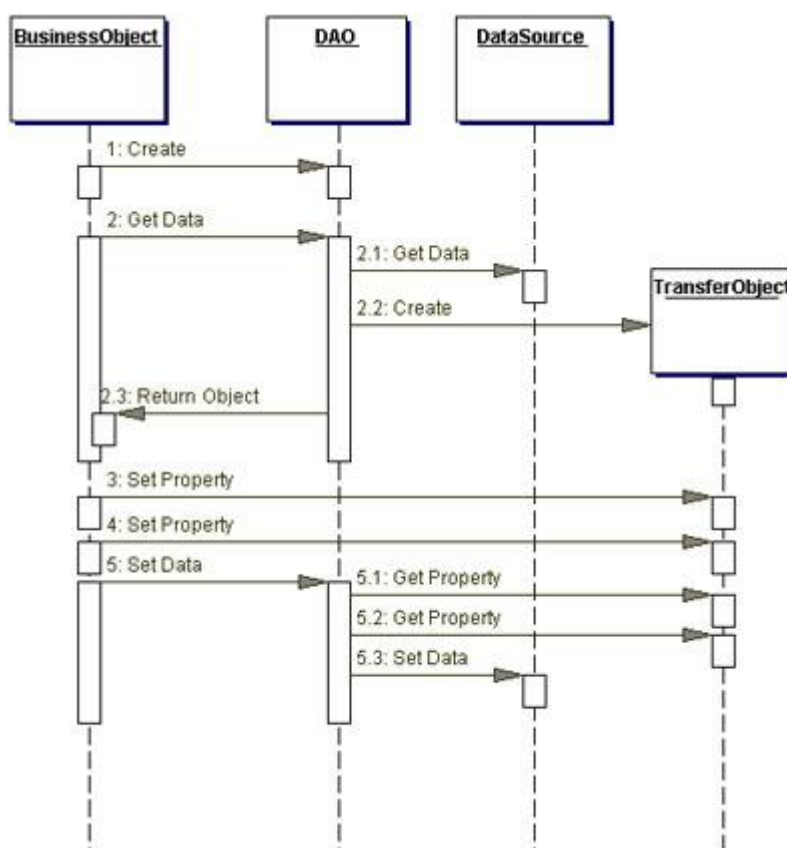 BusinessObject
DAO
DataSource
1: Create
2: Get Data
2.1: Get Data
TransferObject
2.2: Create
2.3: Return Object
3: Set Property
4: Set Property
5: Set Data
5.1: Get Property
5.2: Get Property
5.3: Set Data